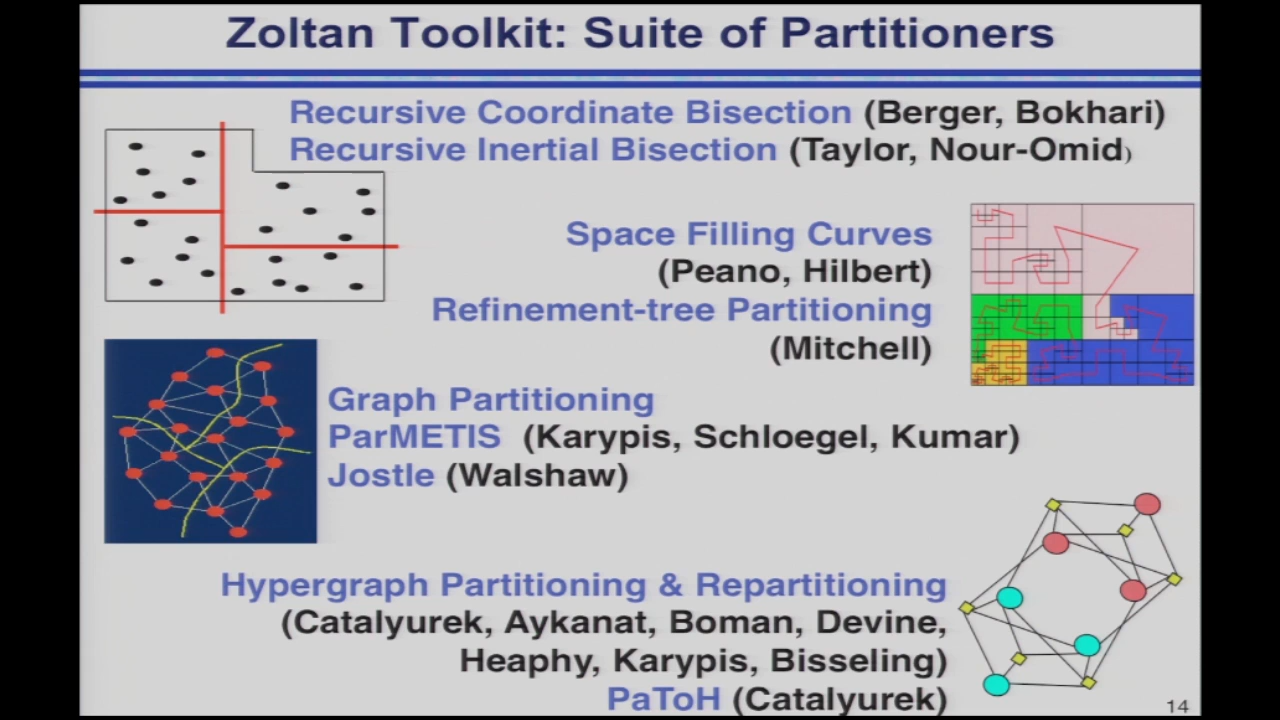 Zoltan Toolkit: Suite of Partitioners
Recursive Coordinate Bisection (Berger, Bokhari)
Recursive Inertial Bisection (Taylor, Nour-Omid)
Space Filling Curves
(Peano, Hilbert)
Refinement-tree Partitioning
(Mitchell)
Graph Partitioning
ParMETIS (Karypis, Schloegel, Kumar)
Jostle (Walshaw)
Hypergraph Partitioning & Repartitioning
(Catalyurek, Aykanat, Boman, Devine,
Heaphy, Karypis, Bisseling)
PaToH (Catalyurek)
14